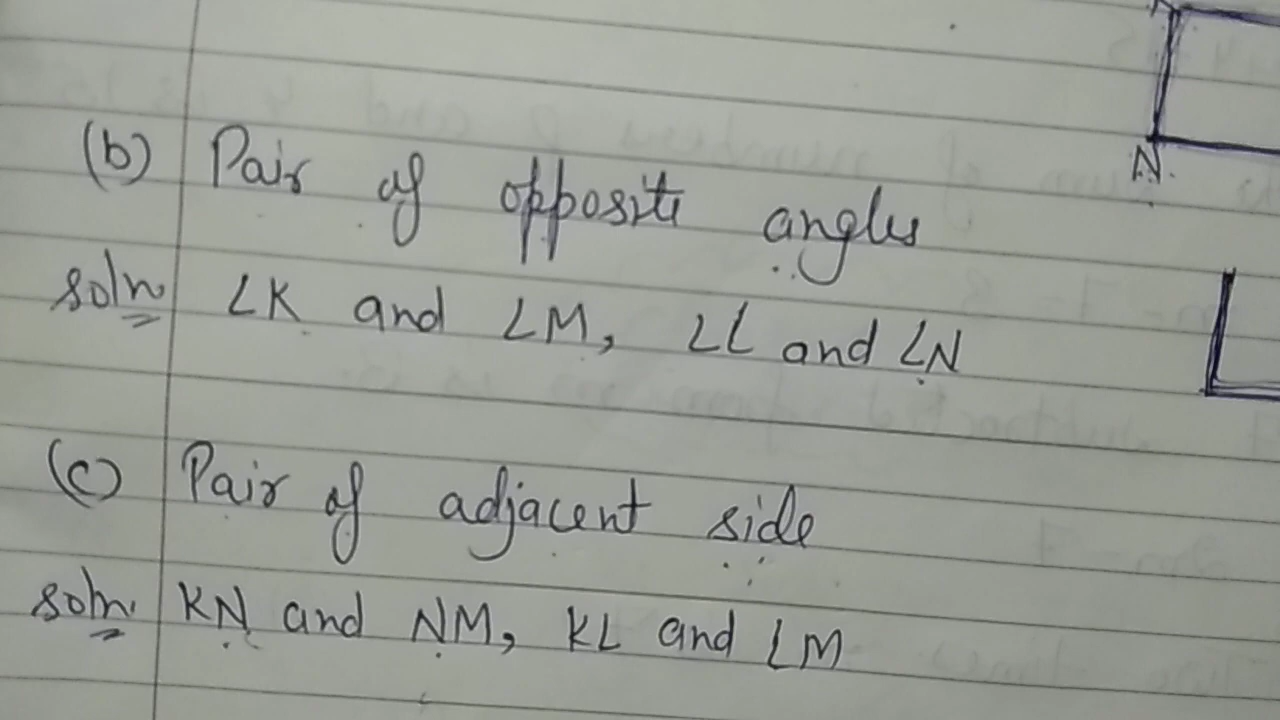 N.
(b) Pair of opposite angles
soln ∠K and ∠M, ∠L and ∠N
(c) Pair of adjacent side
soln. KN and NM, KL and LM